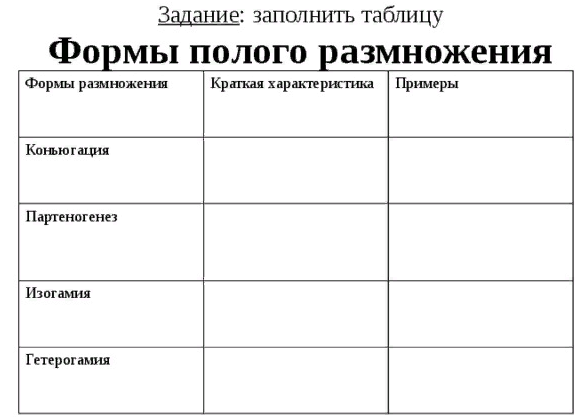 Задание: заполнить таблицу
Формы полого размножения
Формы размножения Краткая характеристика Примеры
Коньюгация
Партеногенез
Изогамия
Гетерогамия